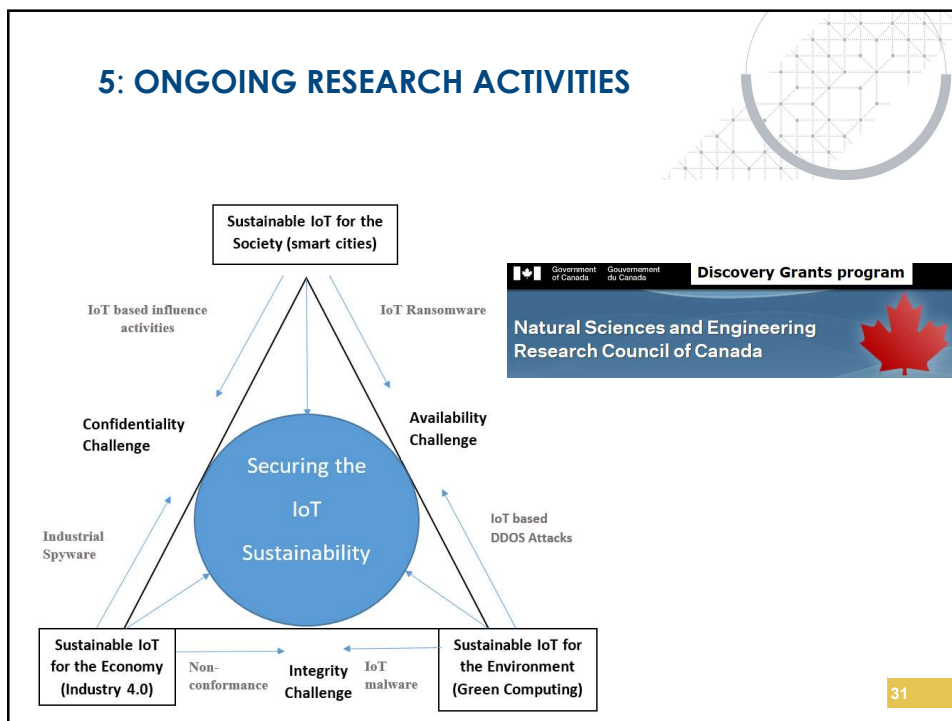 5: ONGOING RESEARCH ACTIVITIES
Sustainable IoT for the
Society (smart cities)
IoT based influence
activities
IoT Ransomware
Government
of Canada
Gouvernement
du Canada
Discovery Grants program
Natural Sciences and Engineering
Research Council of Canada
Confidentiality
Challenge
Availability
Challenge
Securing the
IoT
Sustainability
Industrial
Spyware
IoT based
DDOS Attacks
Sustainable IoT
for the Economy
(Industry 4.0)
Non-
conformance
Integrity
Challenge
IoT
malware
Sustainable IoT for
the Environment
(Green Computing)
31